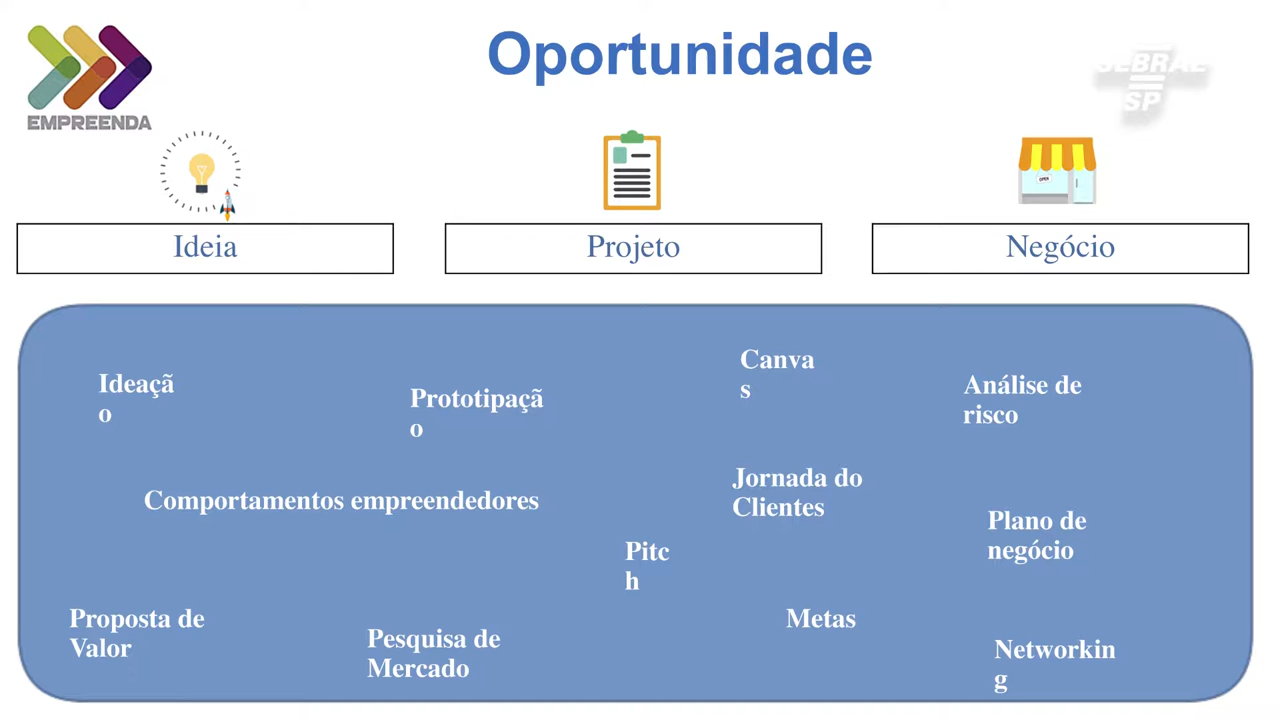 Oportunidade
SEBRAE
SP
EMPREENDA
OPEN
Ideia
Projeto
Negócio
Ideaçã
o
Prototipaçã
o
Canva
s
Análise de
risco
Comportamentos empreendedores
Jornada do
Clientes
Pitc
h
Plano de
negócio
Proposta de
Valor
Pesquisa de
Mercado
Metas
Networkin
g